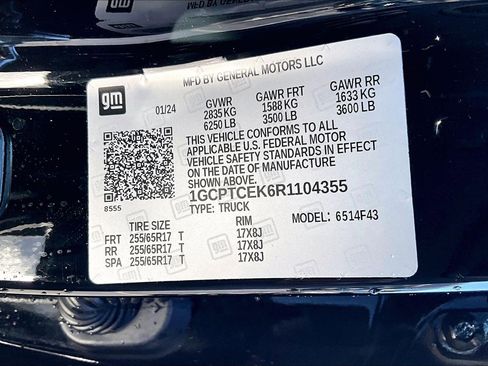 MFD BY GENERAL MOTORS LLC
gm
01/24
GVWR GAWR FRT GAWR RR
2835 KG 1588 KG 1633 KG
6250 LB 3500 LB 3600 LB
THIS VEHICLE CONFORMS TO ALL
APPLICABLE U.S. FEDERAL MOTOR
VEHICLE SAFETY STANDARDS IN EFFECT
ON THE DATE OF MANUFACTURE
SHOWN ABOVE.
1GCPTCEK6R1104355
TYPE: TRUCK
8555
MODEL: 6514F43
TIRE SIZE RIM
FRT 255/65R17 T 17X8J
RR 255/65R17 T 17X8J
SPA 255/65R17 T 17X8J